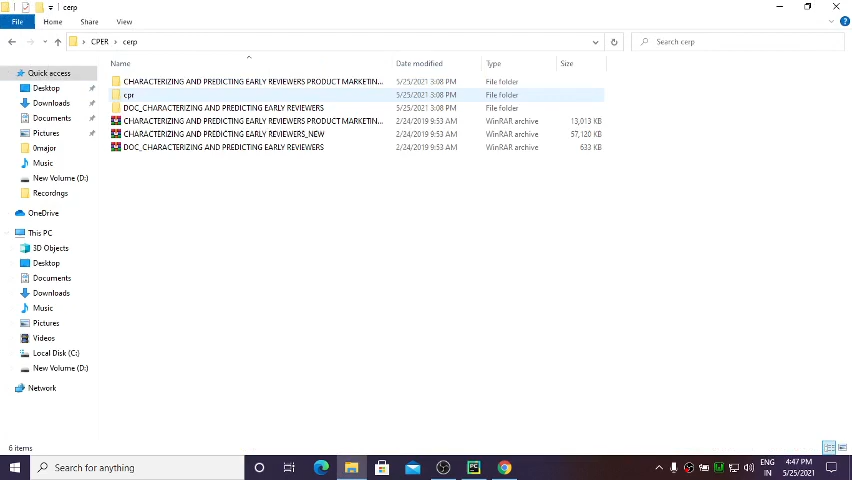 cerp
File Home Share View
CPER cerp
Search cerp
Name Date modified Type Size
Quick access
Desktop
Downloads
Documents
Pictures
0major
Music
New Volume (D:)
Recordngs
OneDrive
This PC
3D Objects
Desktop
Documents
Downloads
Music
Pictures
Videos
Local Disk (C:)
New Volume (D:)
Network
CHARACTERIZING AND PREDICTING EARLY REVIEWERS PRODUCT MARKETIN... 5/25/2021 3:08 PM File folder
cpr 5/25/2021 3:08 PM File folder
DOC_CHARACTERIZING AND PREDICTING EARLY REVIEWERS 5/25/2021 3:08 PM File folder
CHARACTERIZING AND PREDICTING EARLY REVIEWERS PRODUCT MARKETIN... 2/24/2019 9:53 AM WinRAR archive 13,013 KB
CHARACTERIZING AND PREDICTING EARLY REVIEWERS_NEW 2/24/2019 9:53 AM WinRAR archive 57,120 KB
DOC_CHARACTERIZING AND PREDICTING EARLY REVIEWERS 2/24/2019 9:53 AM WinRAR archive 633 KB
6 items
Search for anything
PC
ENG
IN
4:47 PM
5/25/2021